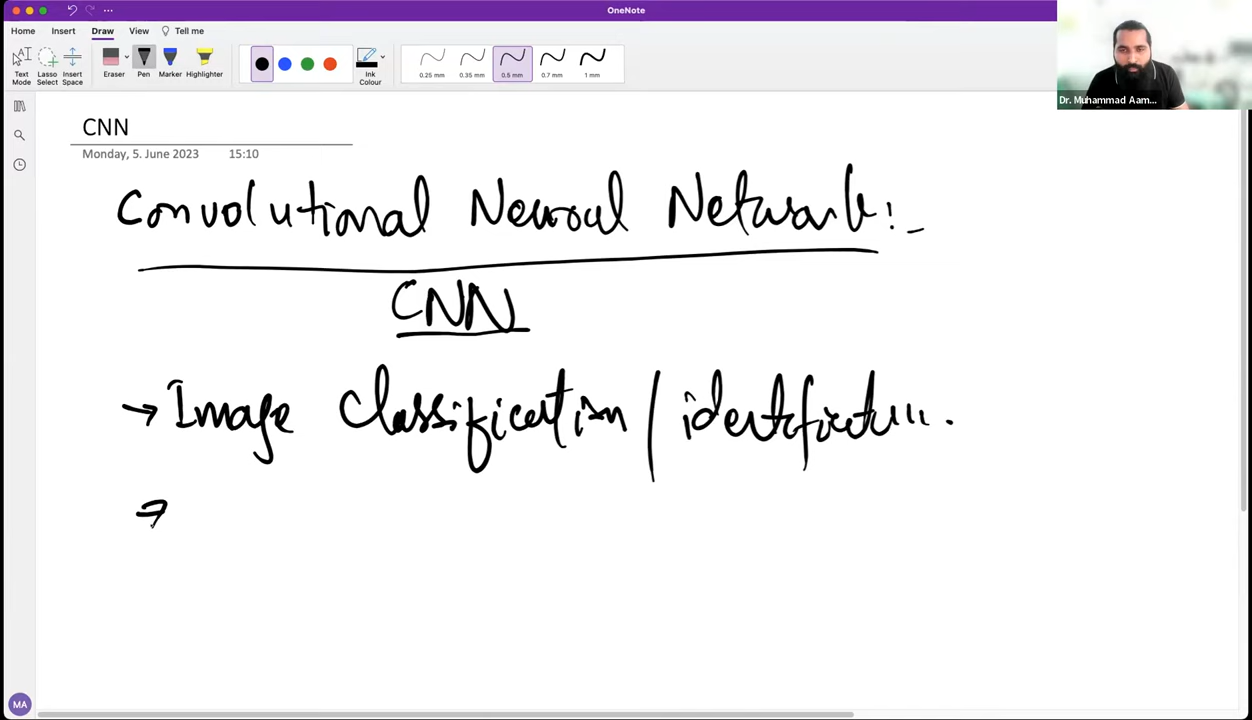 OneNote
Home Insert Draw View Tell me
Text Mode Lasso Select Insert Space Eraser Pen Marker Highlighter Ink Colour 0.25 mm 0.35 mm 0.5 mm 0.7 mm 1 mm
Dr. Muhammad Aam...
CNN
Monday, 5. June 2023 15:10
Convolutional Neural Network:-
CNN
→ Image Classification / identification.
⇒
MA